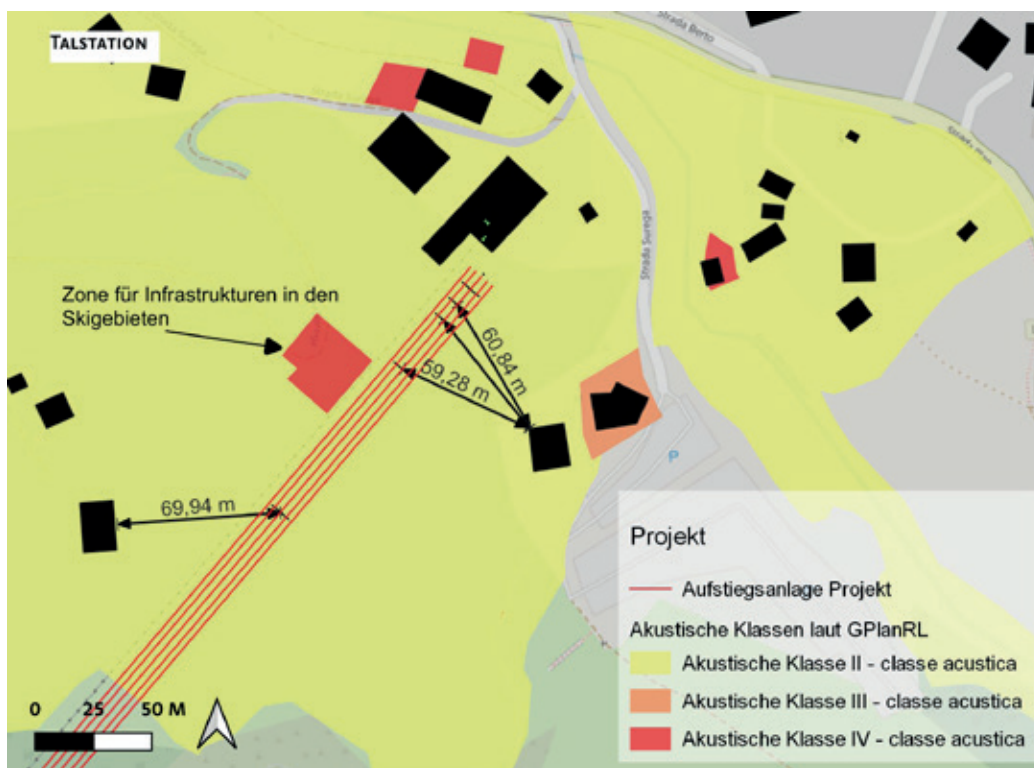 TALSTATION
Strada Berto
Strada Surega
Zone für Infrastrukturen in den
Skigebieten
60,84 m
59,28 m
69,94 m
P
Projekt
Aufstiegsanlage Projekt
Akustische Klassen laut GPlanRL
Akustische Klasse II - classe acustica
Akustische Klasse III - classe acustica
Akustische Klasse IV - classe acustica
0 25 50 M